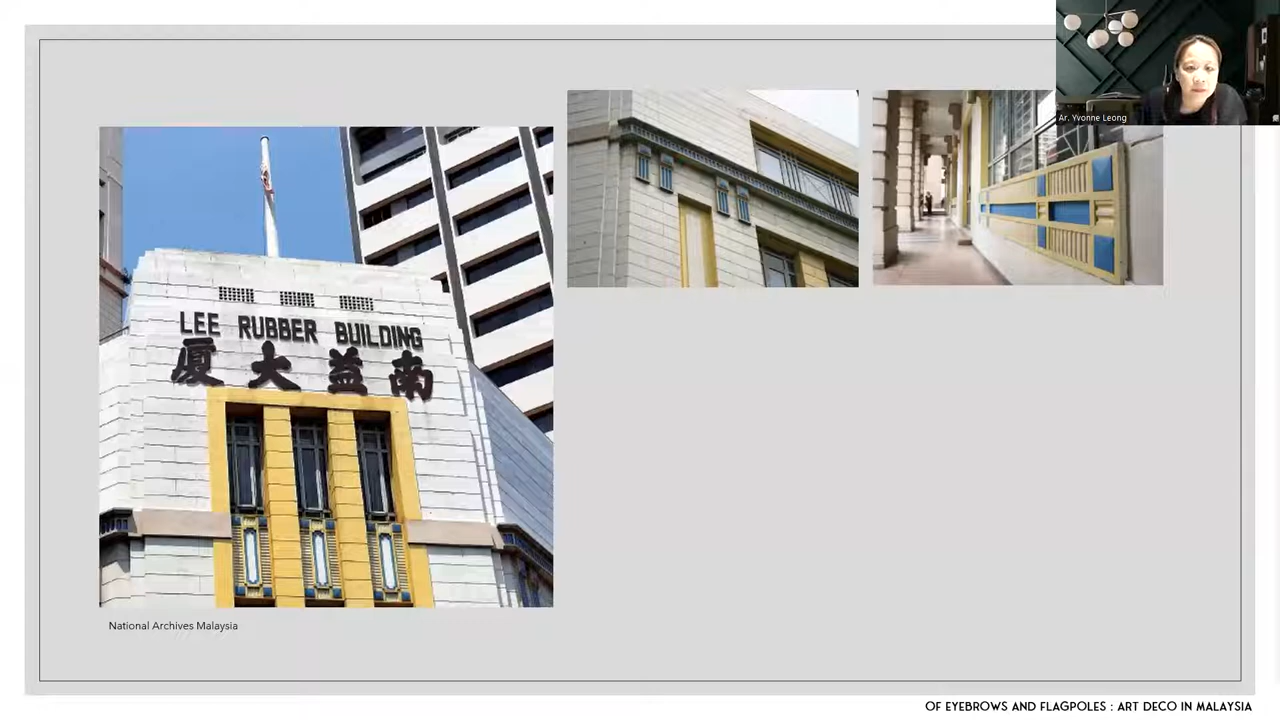 Ar. Yvonne Leong
LEE RUBBER BUILDING
厦大益南
National Archives Malaysia
OF EYEBROWS AND FLAGPOLES : ART DECO IN MALAYSIA